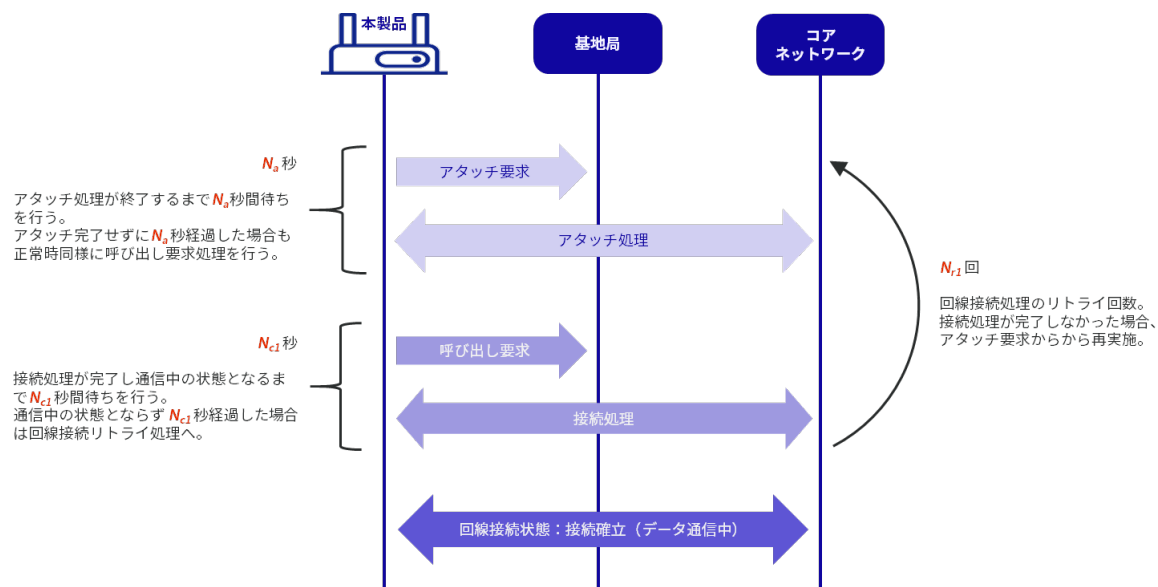 本製品
基地局
コア
ネットワーク
Na 秒
アタッチ処理が終了するまでNa秒間待ち
を行う。
アタッチ完了せずにNa秒経過した場合も
正常時同様に呼び出し要求処理を行う。
アタッチ要求
アタッチ処理
Nr1 回
回線接続処理のリトライ回数。
接続処理が完了しなかった場合、
アタッチ要求からから再実施。
Nc1 秒
接続処理が完了し通信中の状態となるま
でNc1秒間待ちを行う。
通信中の状態とならず Nc1秒経過した場合
は回線接続リトライ処理へ。
呼び出し要求
接続処理
回線接続状態：接続確立（データ通信中）